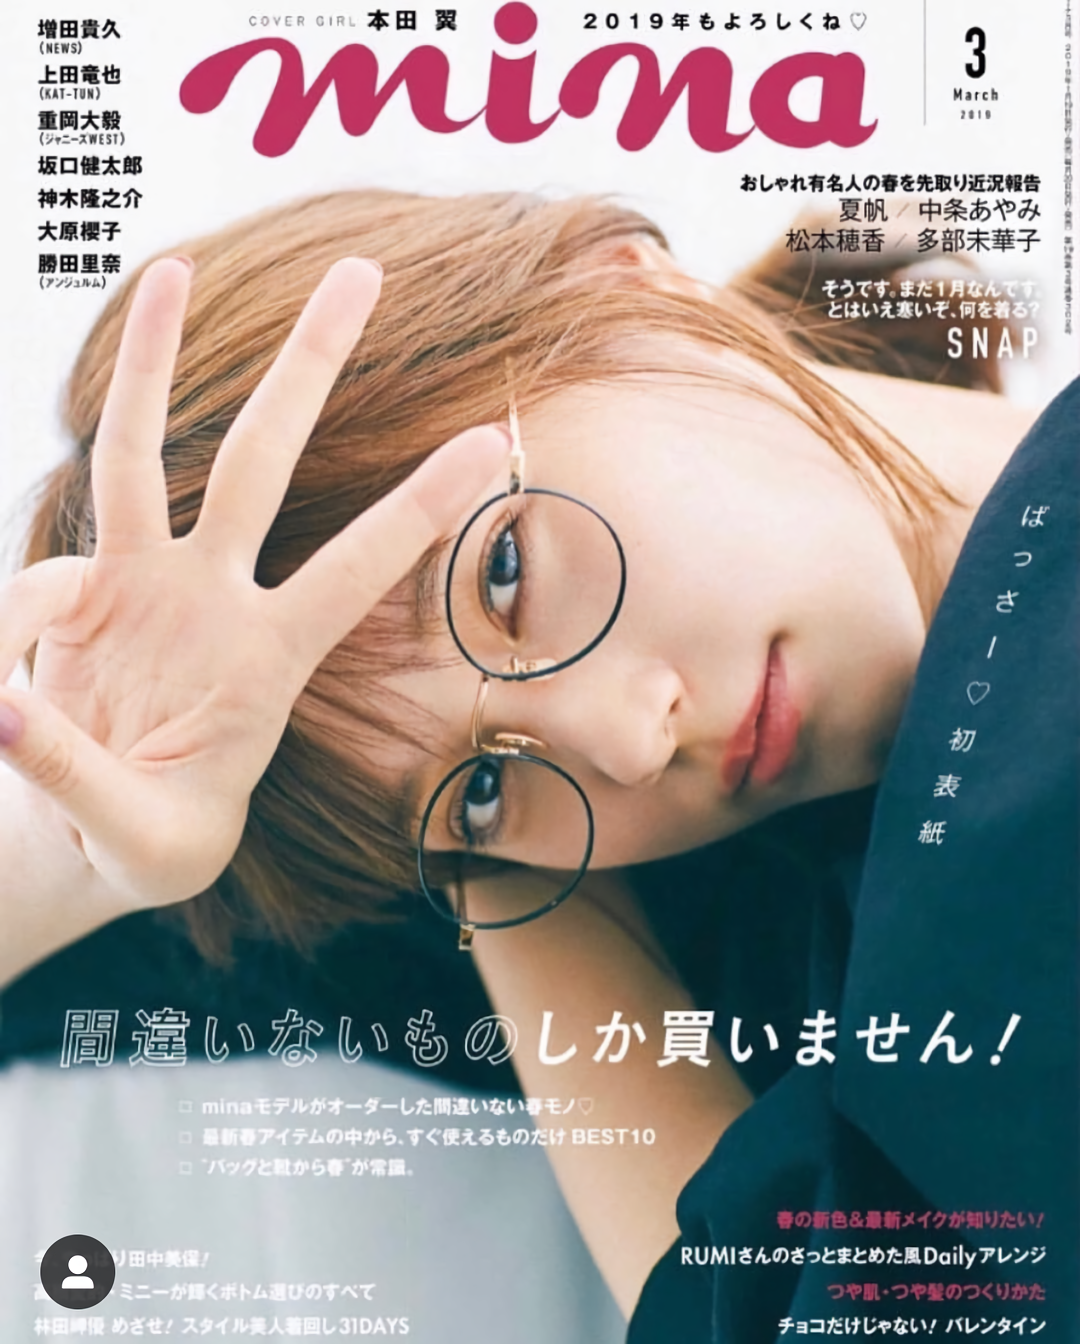 COVER GIRL 本田 翼
2019年もよろしくね♡
mina
3
March
2019
増田貴久
(NEWS)
上田竜也
(KAT-TUN)
重岡大毅
(ジャニーズWEST)
坂口健太郎
神木隆之介
大原櫻子
勝田里奈
(アンジュルム)
おしゃれ有名人の春を先取り近況報告
夏帆／中条あやみ
松本穂香／多部未華子
そうです。まだ1月なんです。
とはいえ寒いぞ、何を着る?
SNAP
ばっさー♡初表紙
間違いないものしか買いません!
□ minaモデルがオーダーした間違いない春モノ♡
□ 最新春アイテムの中から、すぐ使えるものだけ BEST10
□ “バッグと靴から春”が常識。
り田中美保!
ミニーが輝くボトム選びのすべて
林田岬優 めざせ! スタイル美人着回し31DAYS
春の新色&最新メイクが知りたい!
RUMIさんのざっとまとめた風Dailyアレンジ
つや肌・つや髪のつくりかた
チョコだけじゃない! バレンタイン